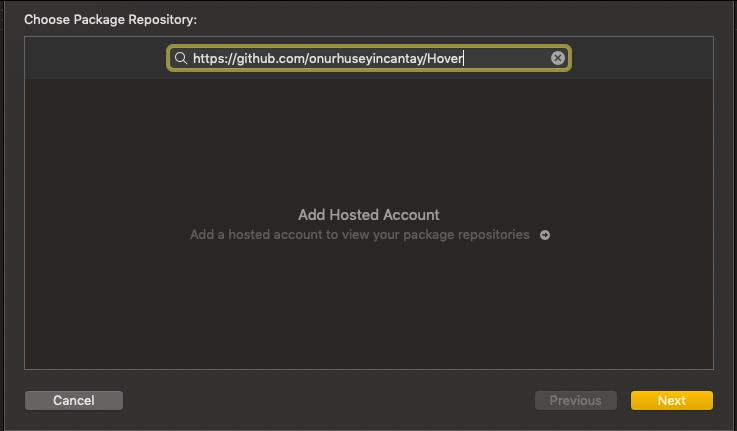 Choose Package Repository:
https://github.com/onurhuseyincantay/Hover
Add Hosted Account
Add a hosted account to view your package repositories
Cancel
Previous
Next